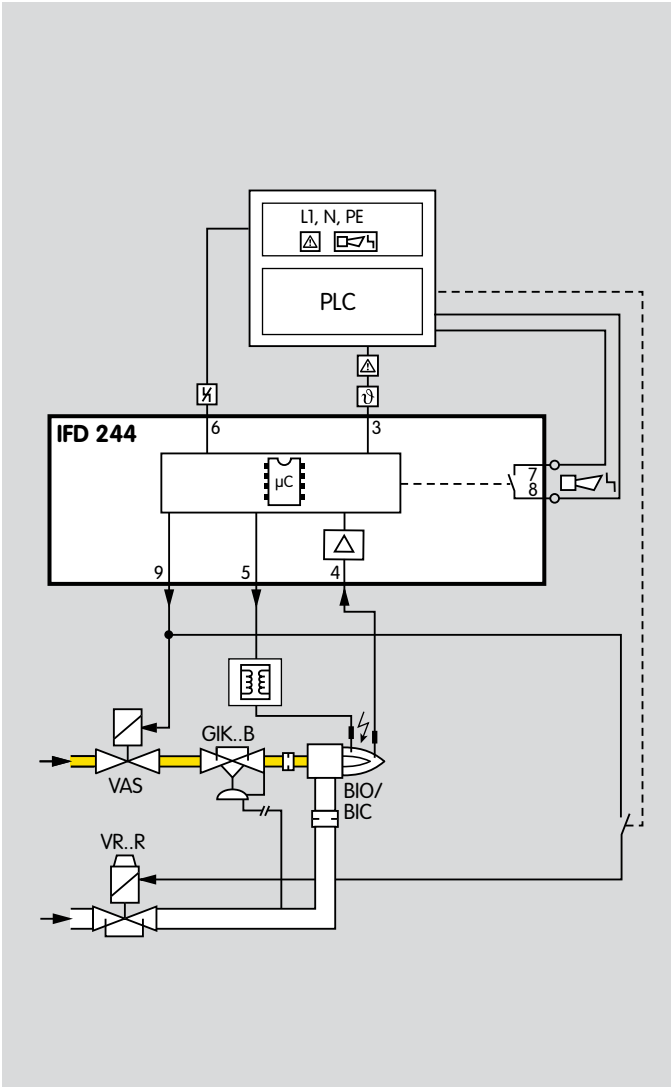 L1, N, PE
PLC
IFD 244
6
3
ϑ
µC
7
8
9
5
4
GIK..B
VAS
BIO/
BIC
VR..R